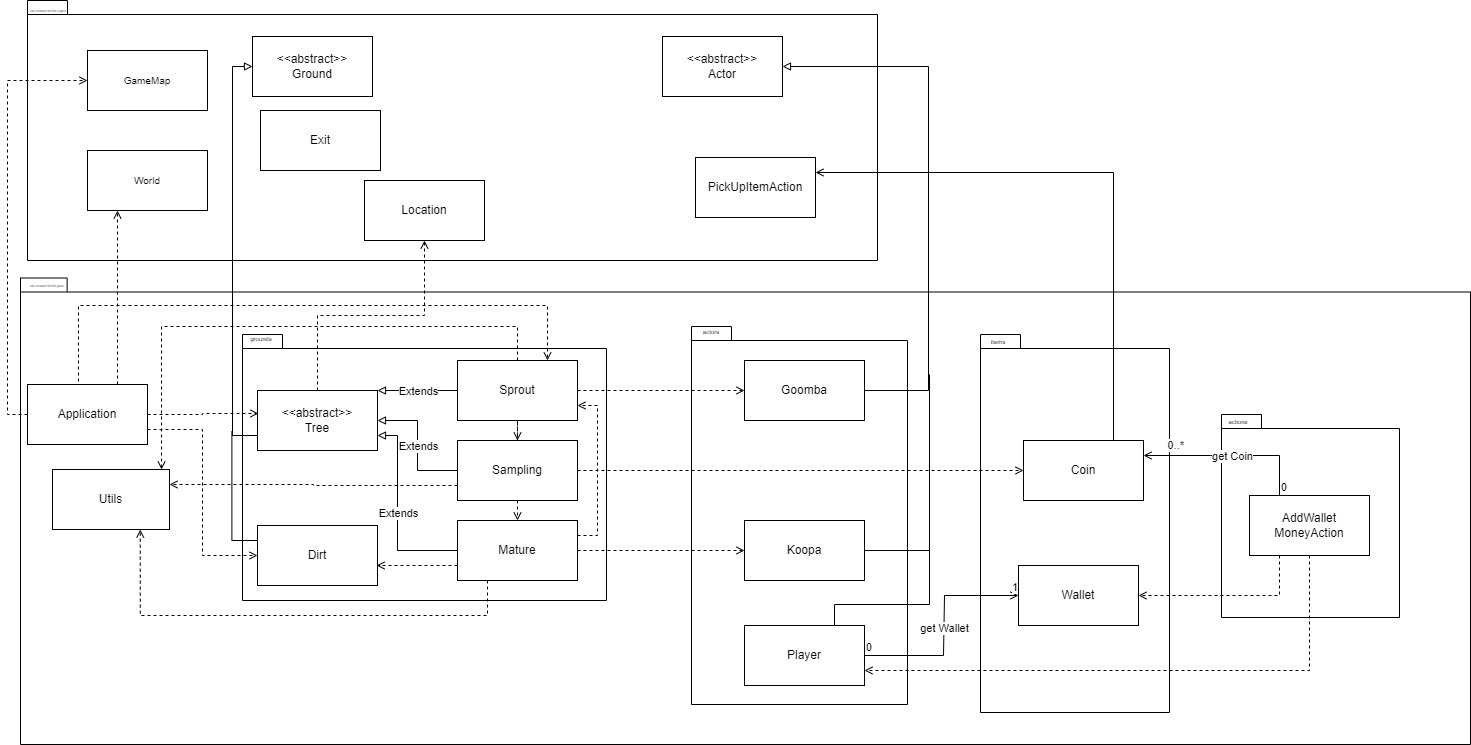 <<abstract>>
Ground
<<abstract>>
Actor
GameMap
Exit
World
PickUpItemAction
Location
actors
grounds
items
Sprout
Goomba
Extends
Application
<<abstract>>
Tree
actions
Extends
0..*
get Coin
Sampling
Coin
0
Utils
Extends
AddWallet
MoneyAction
Dirt
Mature
Koopa
1
Wallet
get Wallet
0
Player